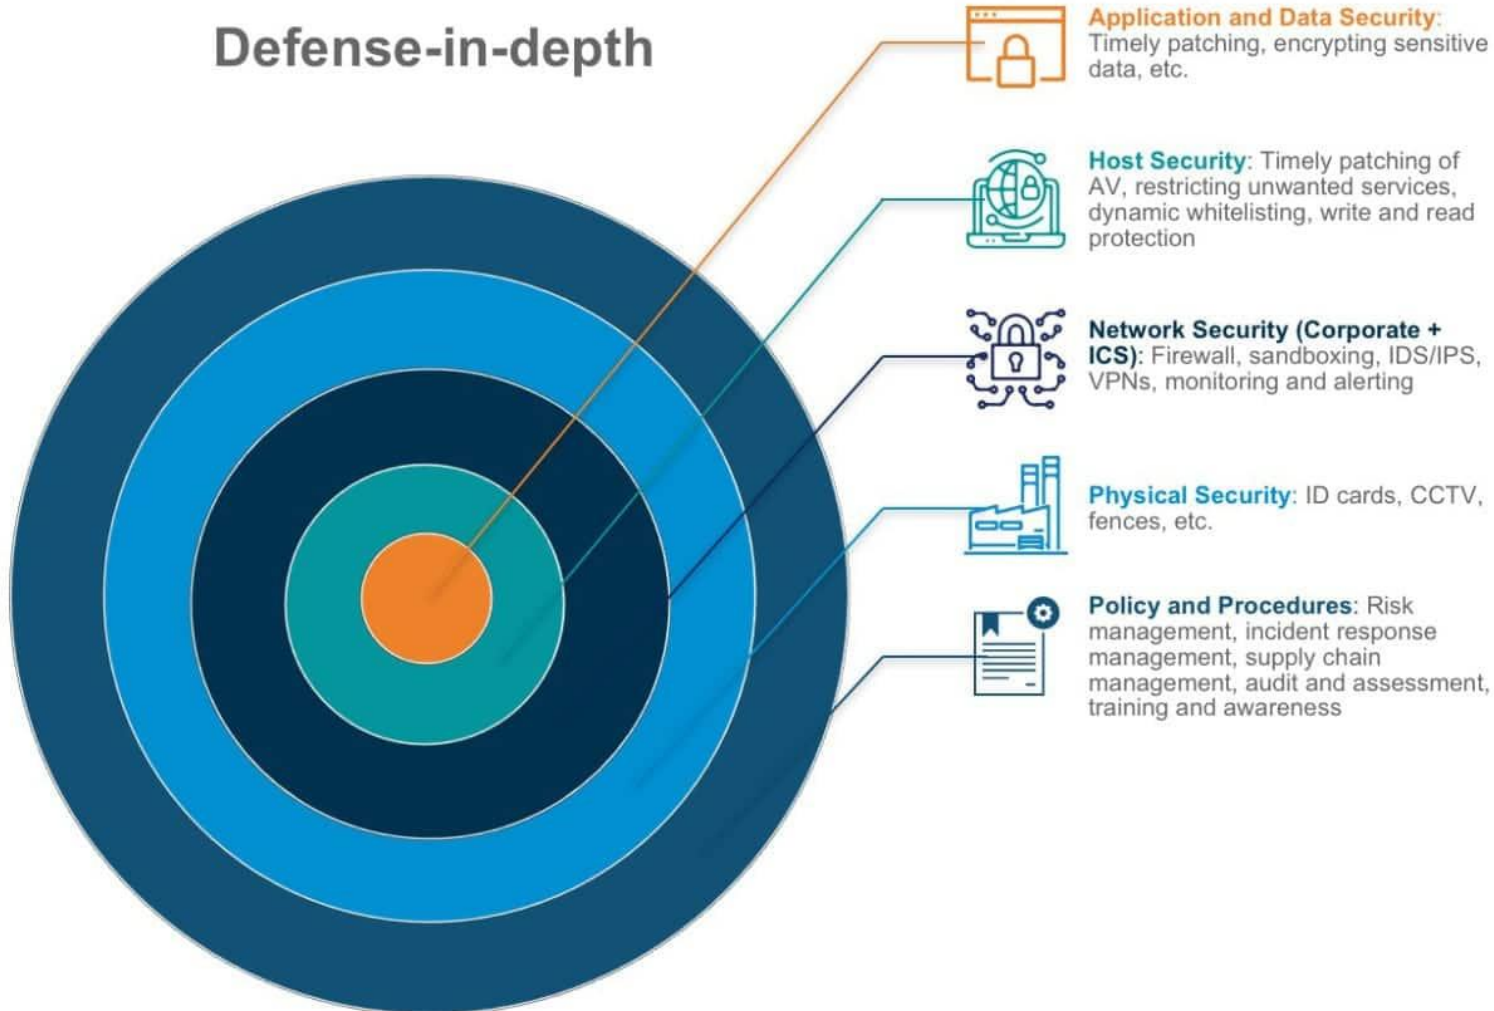 Defense-in-depth
Application and Data Security:
Timely patching, encrypting sensitive
data, etc.
Host Security: Timely patching of
AV, restricting unwanted services,
dynamic whitelisting, write and read
protection
Network Security (Corporate +
ICS): Firewall, sandboxing, IDS/IPS,
VPNs, monitoring and alerting
Physical Security: ID cards, CCTV,
fences, etc.
Policy and Procedures: Risk
management, incident response
management, supply chain
management, audit and assessment,
training and awareness